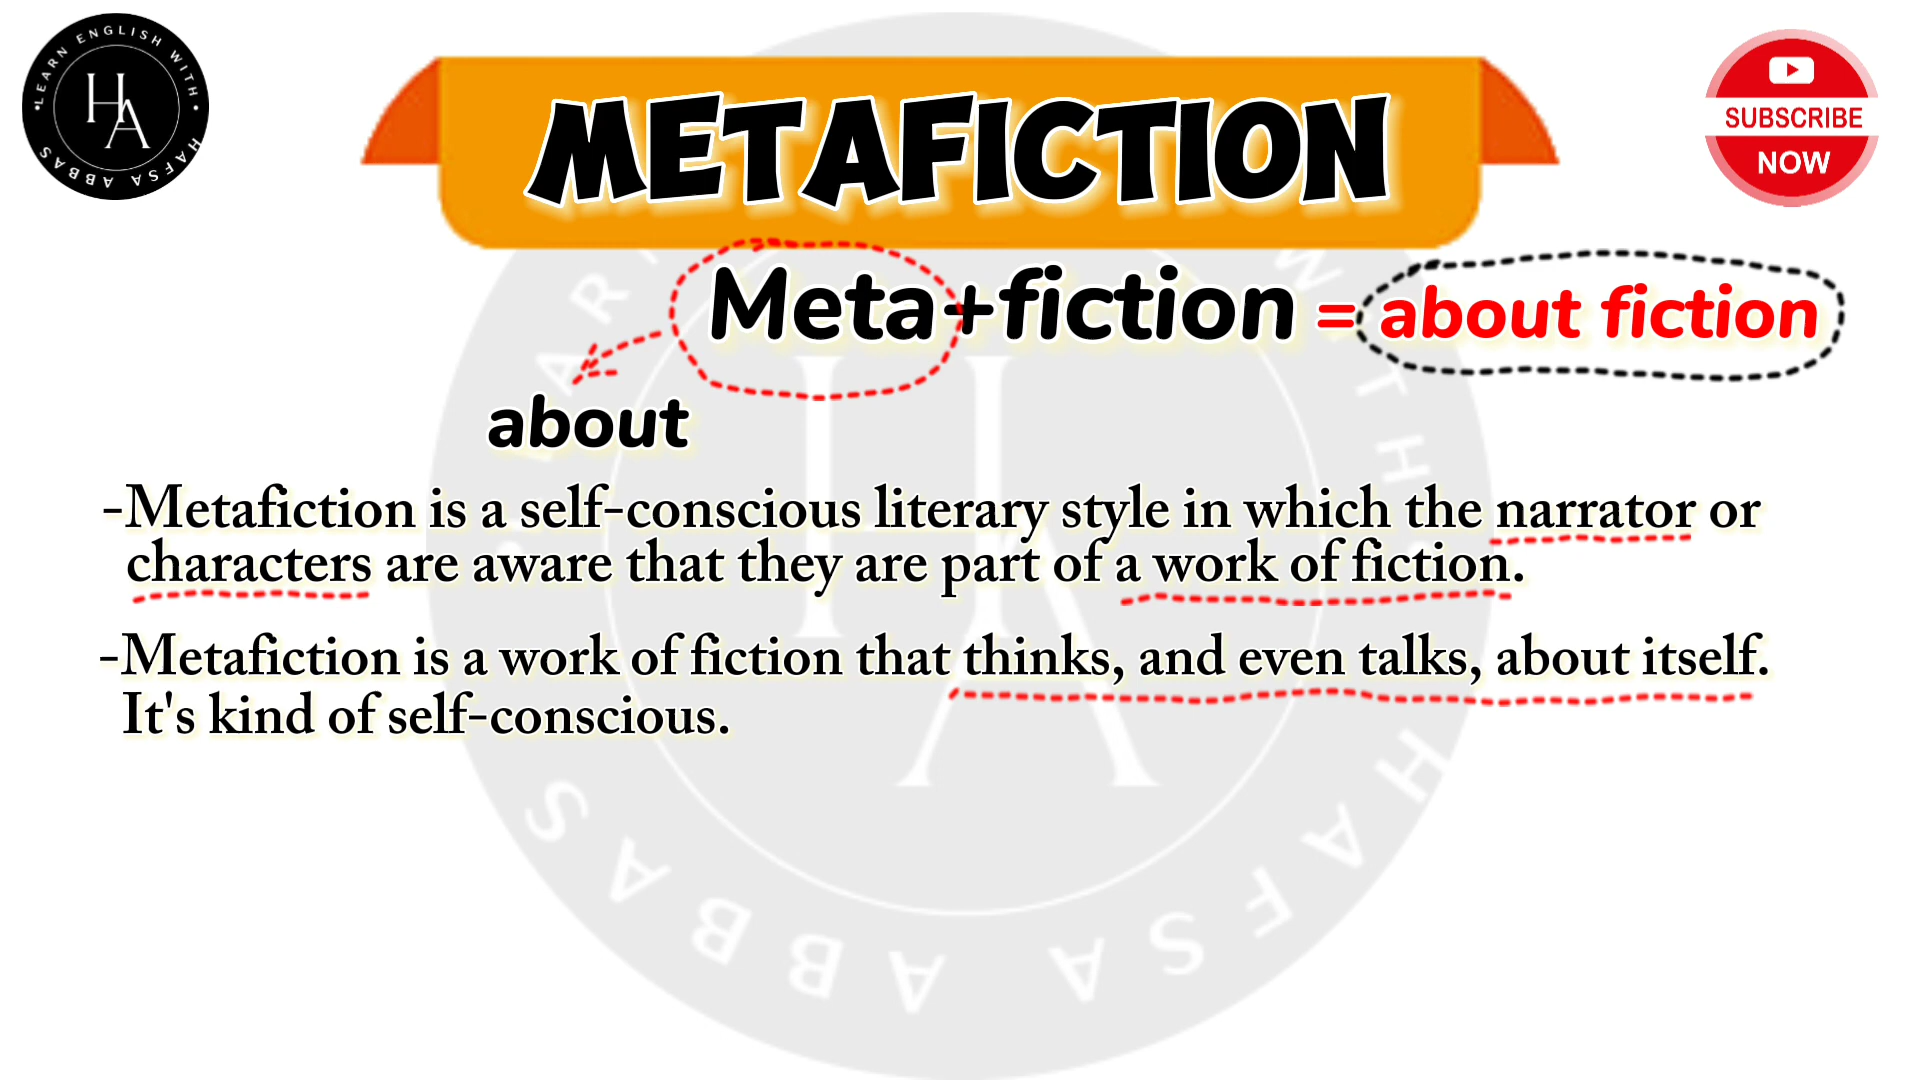 LEARN ENGLISH WITH
HAFSA ABBAS
HA
METAFICTION
SUBSCRIBE
NOW
Meta+fiction = about fiction
about
-Metafiction is a self-conscious literary style in which the narrator or
characters are aware that they are part of a work of fiction.
-Metafiction is a work of fiction that thinks, and even talks, about itself.
It's kind of self-conscious.